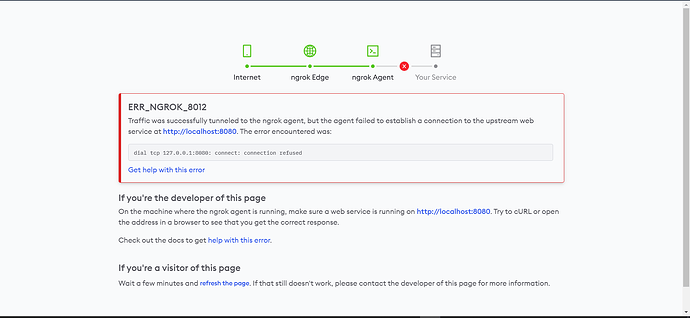 Internet ngrok Edge ngrok Agent Your Service
ERR_NGROK_8012
Traffic was successfully tunneled to the ngrok agent, but the agent failed to establish a connection to the upstream web
service at http://localhost:8080. The error encountered was:
dial tcp 127.0.0.1:8080: connect: connection refused
Get help with this error
If you're the developer of this page
On the machine where the ngrok agent is running, make sure a web service is running on http://localhost:8080. Try to cURL or open
the address in a browser to see that you get the correct response.
Check out the docs to get help with this error.
If you're a visitor of this page
Wait a few minutes and refresh the page. If that still doesn't work, please contact the developer of this page for more information.